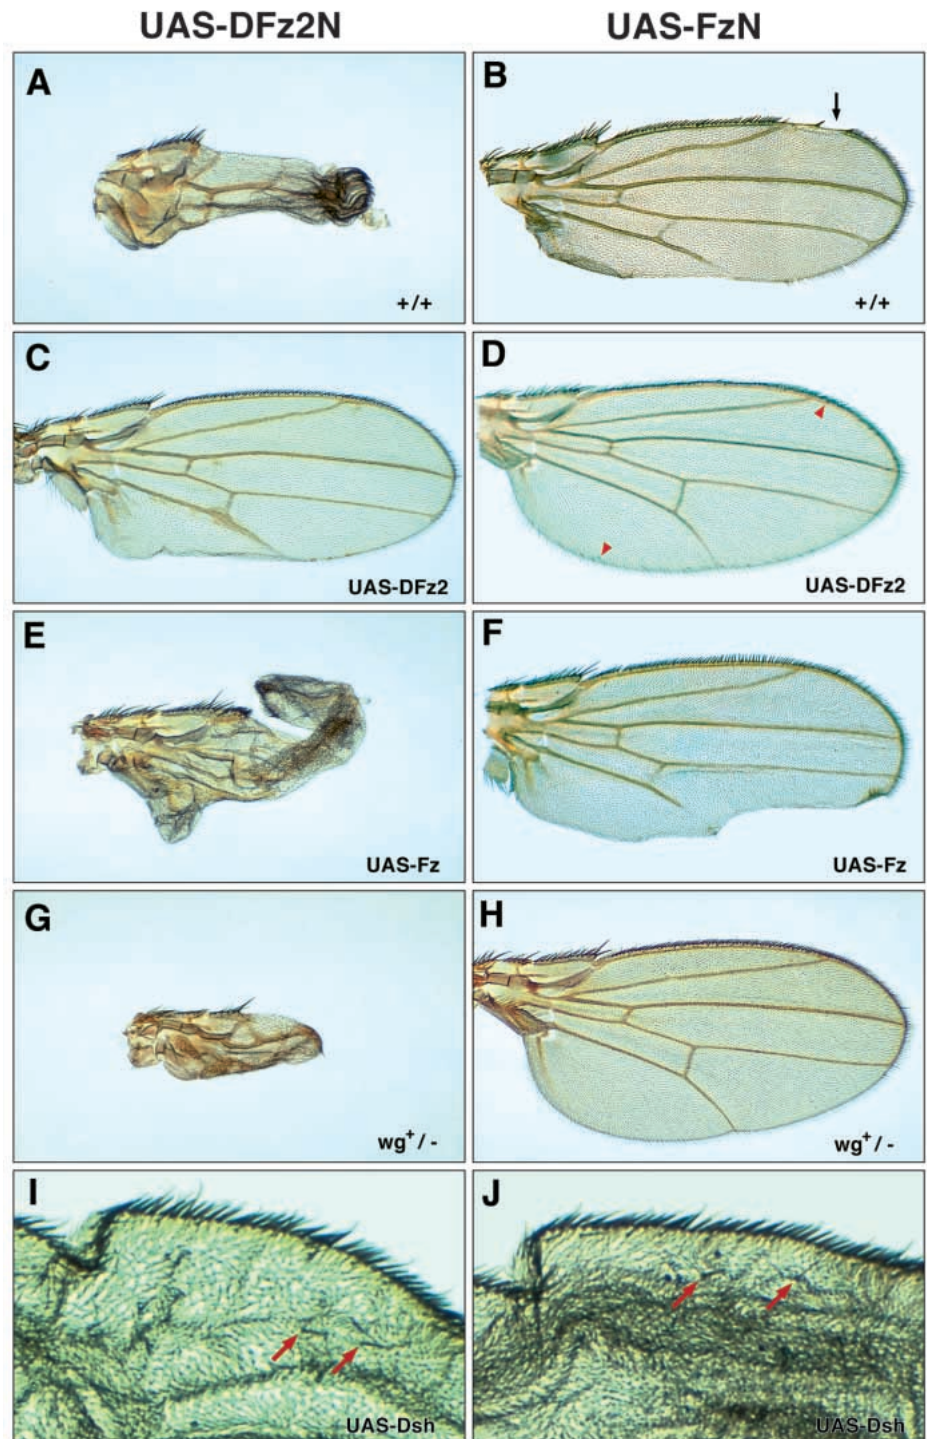 UAS-DFz2N UAS-FzN
A B
+/+ +/+
C D
UAS-DFz2 UAS-DFz2
E F
UAS-Fz UAS-Fz
G H
wg+/- wg+/-
I J
UAS-Dsh UAS-Dsh